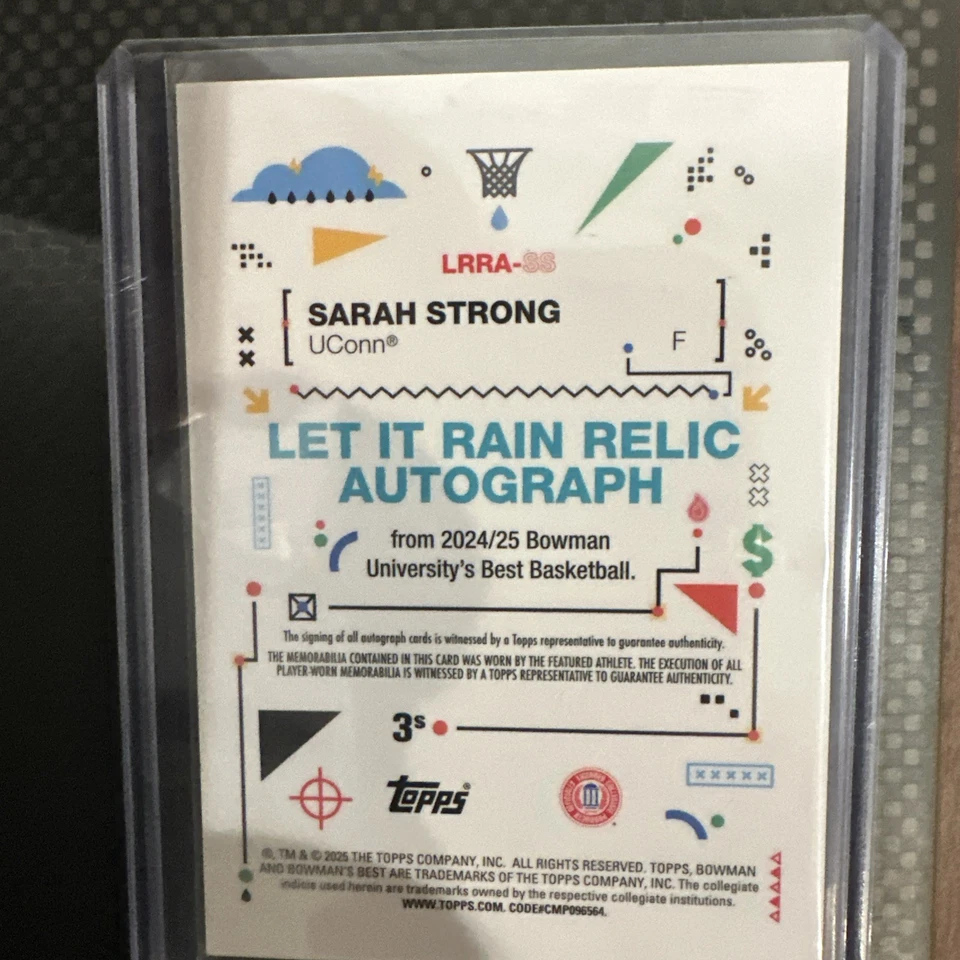 LRRA-SS
SARAH STRONG
UConn® F
LET IT RAIN RELIC
AUTOGRAPH
from 2024/25 Bowman
University's Best Basketball.
The signing of all autograph cards is witnessed by a Topps representative to guarantee authenticity.
THE MEMORABILIA CONTAINED IN THIS CARD WAS WORN BY THE FEATURED ATHLETE. THE EXECUTION OF ALL
PLAYER-WORN MEMORABILIA IS WITNESSED BY A TOPPS REPRESENTATIVE TO GUARANTEE AUTHENTICITY.
3s
Topps®
®, TM & © 2025 THE TOPPS COMPANY, INC. ALL RIGHTS RESERVED. TOPPS, BOWMAN
AND BOWMAN'S BEST ARE TRADEMARKS OF THE TOPPS COMPANY, INC. The collegiate
indicia used herein are trademarks owned by the respective collegiate institutions.
WWW.TOPPS.COM. CODE#CMP096564.